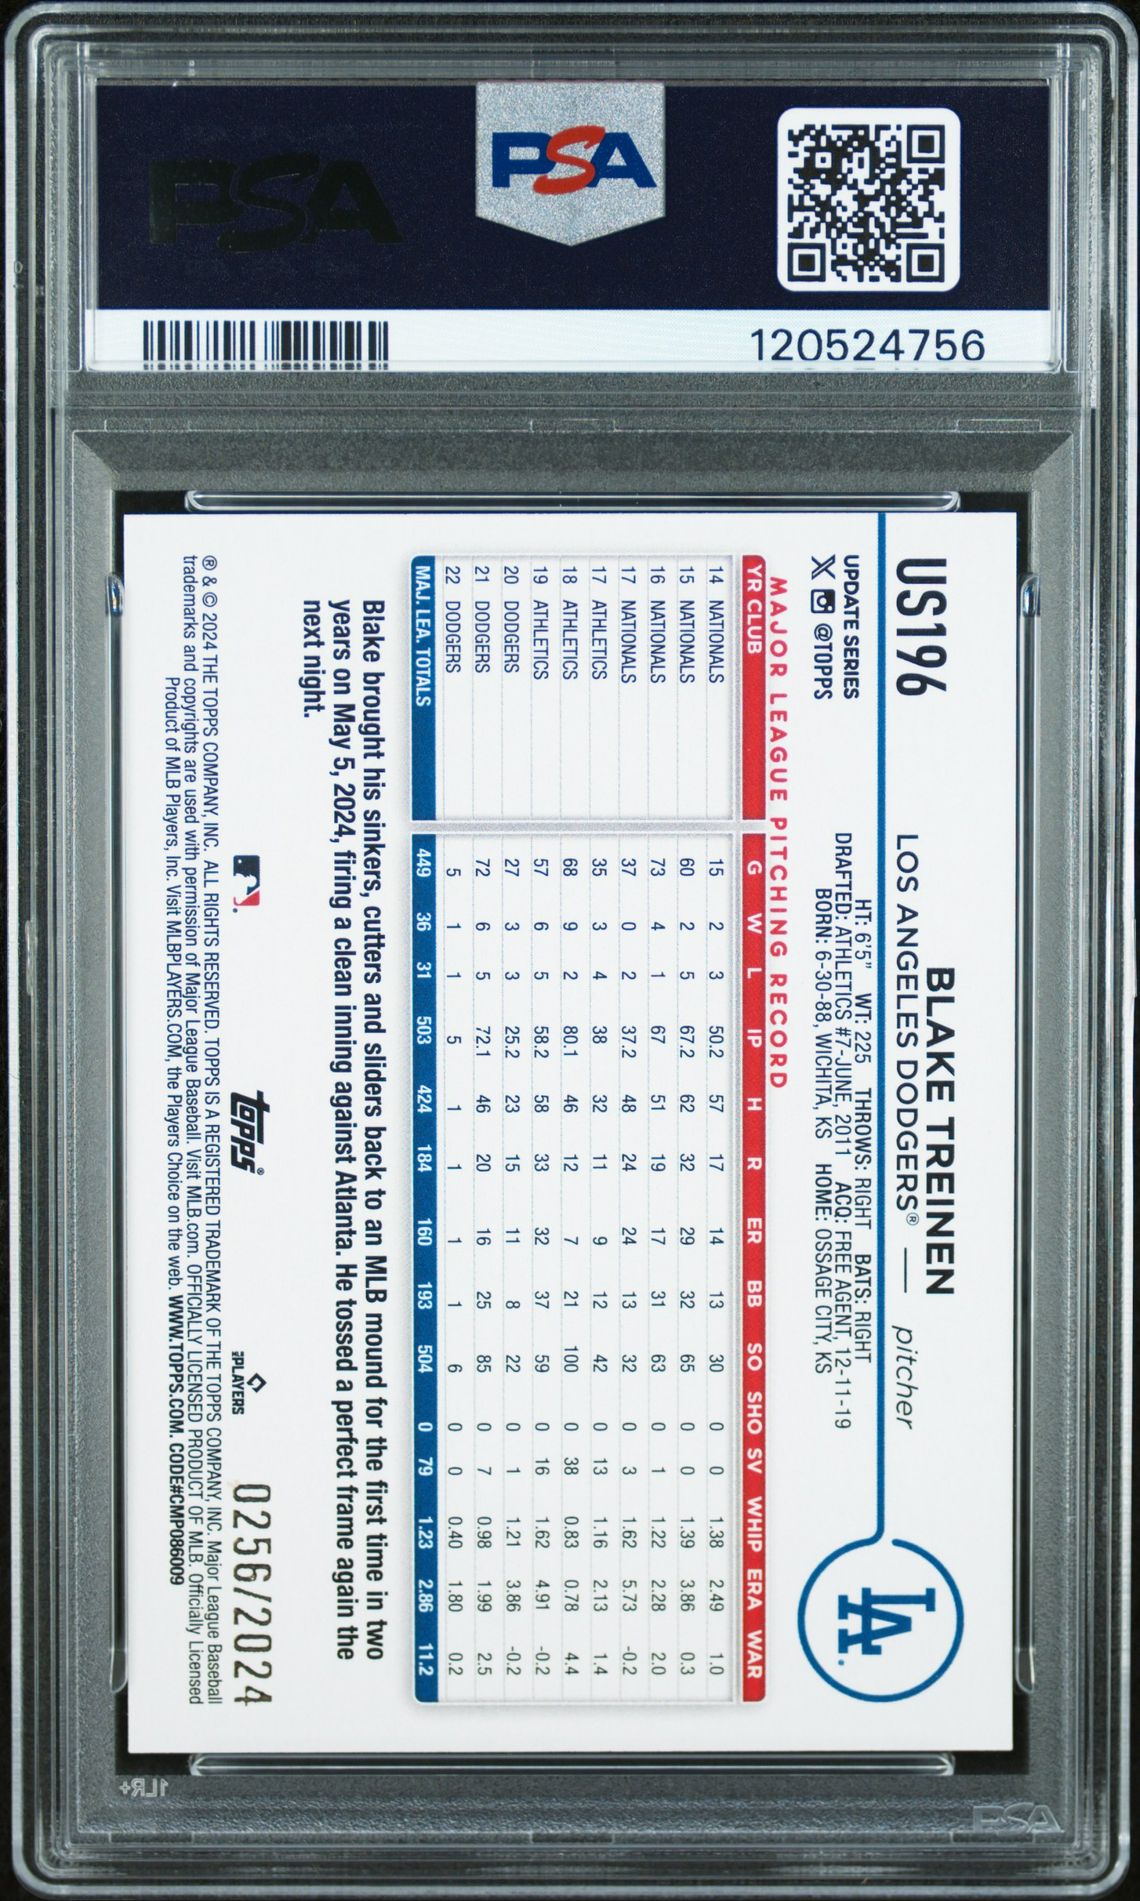 PSA
PSA
120524756
US196
BLAKE TREINEN
LOS ANGELES DODGERS® — pitcher
UPDATE SERIES
X @TOPPS
HT: 6'5" WT: 225 THROWS: RIGHT BATS: RIGHT
DRAFTED: ATHLETICS #7-JUNE, 2011 ACQ: FREE AGENT, 12-11-19
BORN: 6-30-88, WICHITA, KS HOME: OSSAGE CITY, KS
LA
MAJOR LEAGUE PITCHING RECORD
YR CLUB G W L IP H R ER BB SO SHO SV WHIP ERA WAR
14 NATIONALS 15 2 3 50.2 57 17 14 13 30 0 0 1.38 2.49 1.0
15 NATIONALS 60 2 5 67.2 62 32 29 32 65 0 0 1.39 3.86 0.3
16 NATIONALS 73 4 1 67 51 19 17 31 63 0 1 1.22 2.28 2.0
17 NATIONALS 37 0 2 37.2 48 24 24 13 32 0 3 1.62 5.73 -0.2
17 ATHLETICS 35 3 4 38 32 11 9 12 42 0 13 1.16 2.13 1.4
18 ATHLETICS 68 9 2 80.1 46 12 7 21 100 0 38 0.83 0.78 4.4
19 ATHLETICS 57 6 5 58.2 58 33 32 37 59 0 16 1.62 4.91 -0.2
20 DODGERS 27 3 3 25.2 23 15 11 8 22 0 1 1.21 3.86 -0.2
21 DODGERS 72 6 5 72.1 46 20 16 25 85 0 7 0.98 1.99 2.5
22 DODGERS 5 1 1 5 1 1 1 1 6 0 0 0.40 1.80 0.2
MAJ. LEA. TOTALS 449 36 31 503 424 184 160 193 504 0 79 1.23 2.86 11.2
Blake brought his sinkers, cutters and sliders back to an MLB mound for the first time in two
years on May 5, 2024, firing a clean inning against Atlanta. He tossed a perfect frame again the
next night.
topps®
PLAYERS
0256/2024
® & © 2024 THE TOPPS COMPANY, INC. ALL RIGHTS RESERVED. TOPPS IS A REGISTERED TRADEMARK OF THE TOPPS COMPANY, INC. Major League Baseball
trademarks and copyrights are used with permission of Major League Baseball. Visit MLB.com. OFFICIALLY LICENSED PRODUCT OF MLB. Officially Licensed
Product of MLB Players, Inc. Visit MLBPLAYERS.COM, the Players Choice on the web. WWW.TOPPS.COM. CODE#CMP086009
1LR+
PSA